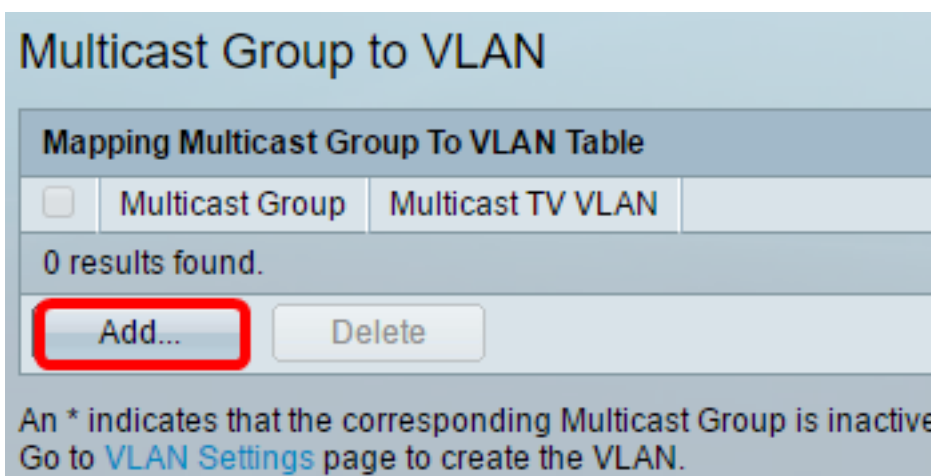 Multicast Group to VLAN
Mapping Multicast Group To VLAN Table
Multicast Group Multicast TV VLAN
0 results found.
Add... Delete
An * indicates that the corresponding Multicast Group is inactive
Go to VLAN Settings page to create the VLAN.